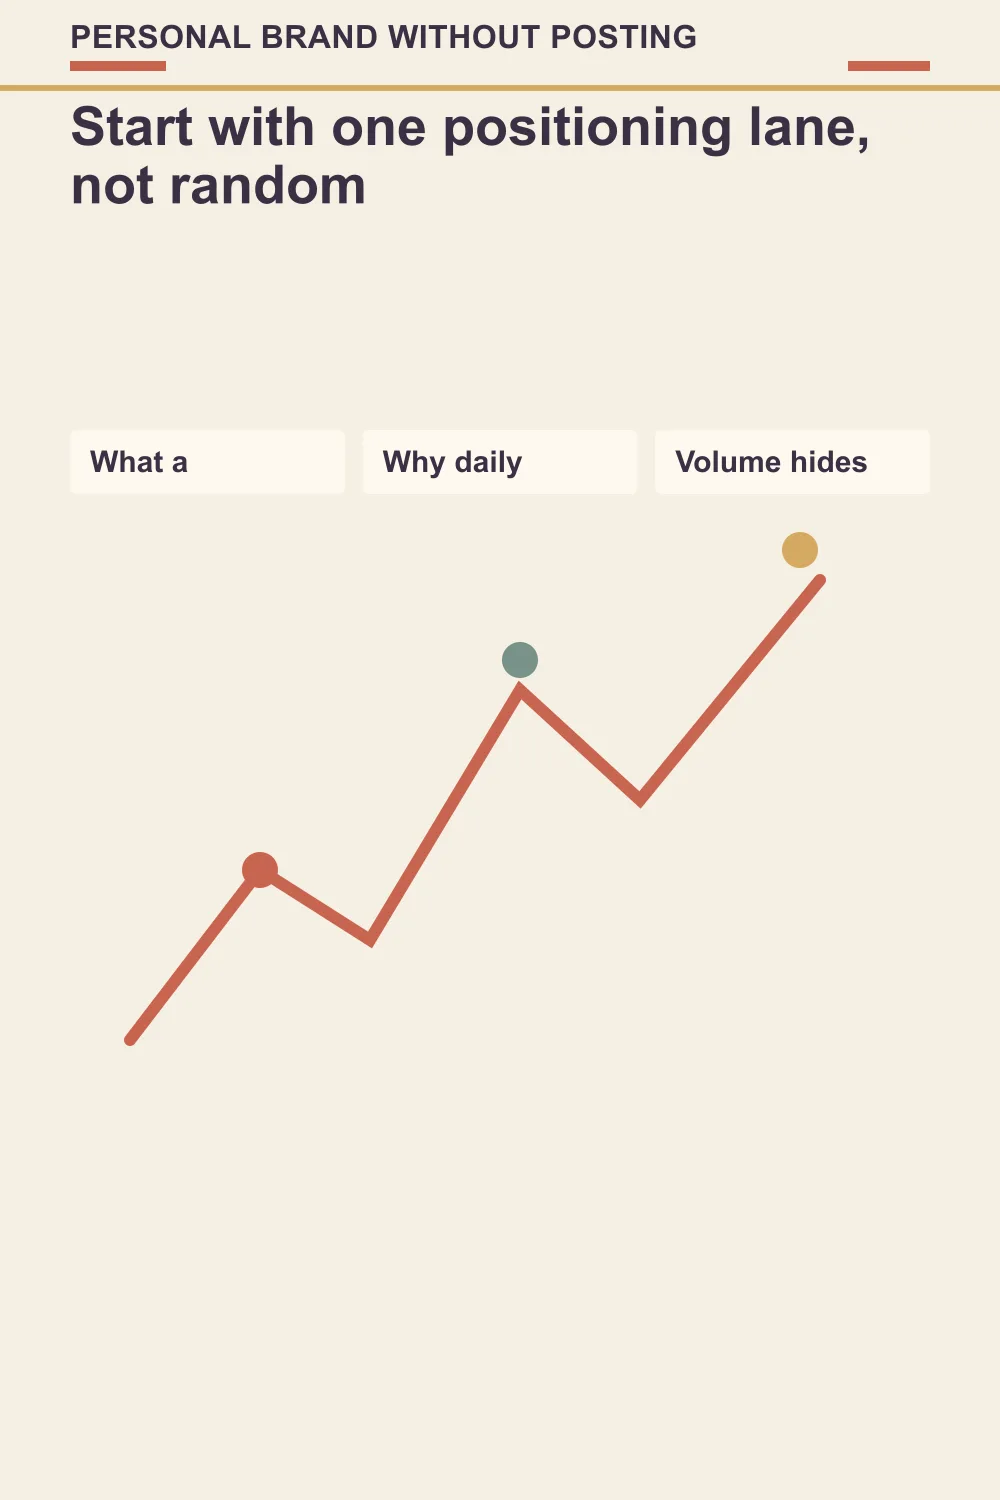 PERSONAL BRAND WITHOUT POSTING
Start with one positioning lane,
not random
What a
Why daily
Volume hides